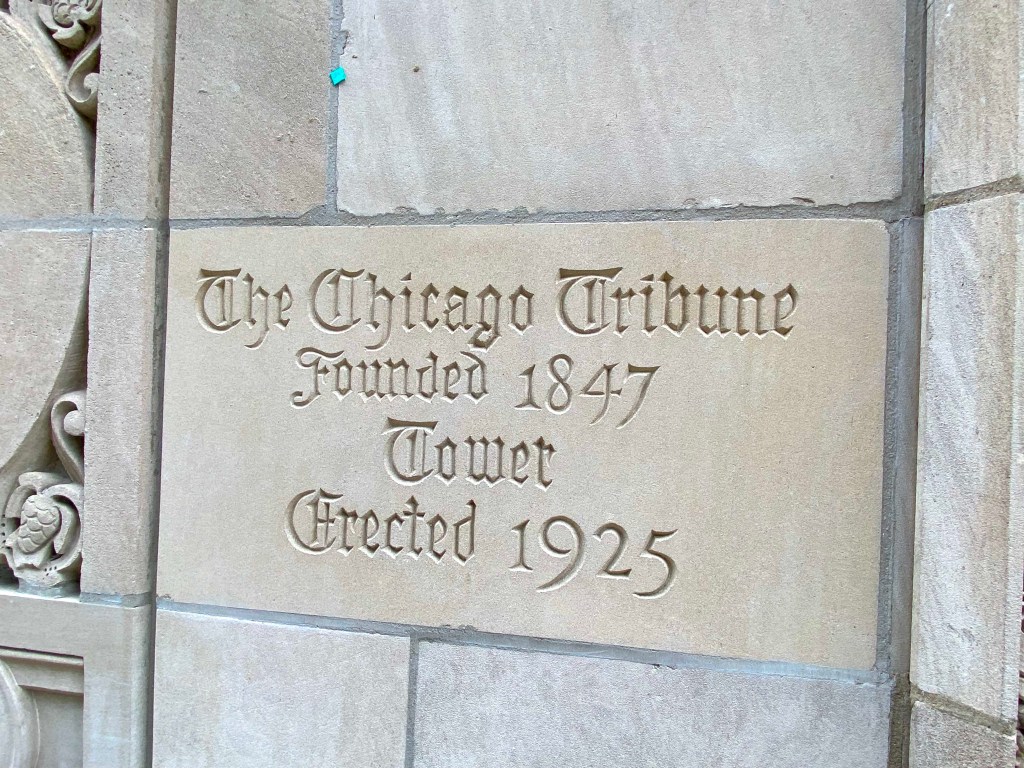 The Chicago Tribune
Founded 1847
Tower
Erected 1925